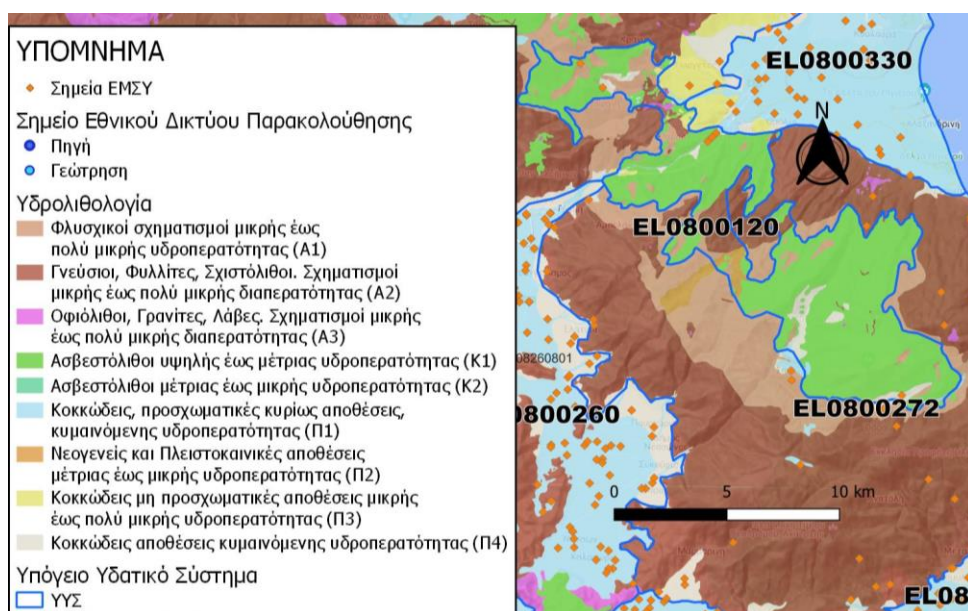 ΥΠΟΜΝΗΜΑ
Σημεία ΕΜΣΥ
Σημείο Εθνικού Δικτύου Παρακολούθησης
Πηγή
Γεώτρηση
Υδρολιθολογία
Φλυσχικοί σχηματισμοί μικρής έως
πολύ μικρής υδροπερατότητας (Α1)
Γνεύσιοι, Φυλλίτες, Σχιστόλιθοι. Σχηματισμοί
μικρής έως πολύ μικρής διαπερατότητας (Α2)
Οφιόλιθοι, Γρανίτες, Λάβες. Σχηματισμοί μικρής
έως πολύ μικρής διαπερατότητας (Α3)
Ασβεστόλιθοι υψηλής έως μέτριας υδροπερατότητας (Κ1)
Ασβεστόλιθοι μέτριας έως μικρής υδροπερατότητας (Κ2)
Κοκκώδεις, προσχωματικές κυρίως αποθέσεις,
κυμαινόμενης υδροπερατότητας (Π1)
Νεογενείς και Πλειστοκαινικές αποθέσεις
μέτριας έως μικρής υδροπερατότητας (Π2)
Κοκκώδεις μη προσχωματικές αποθέσεις μικρής
έως πολύ μικρής υδροπερατότητας (Π3)
Κοκκώδεις αποθέσεις κυμαινόμενης υδροπερατότητας (Π4)
Υπόγειο Υδατικό Σύστημα
ΥΥΣ
EL0800330
N
EL0800120
08260801
0800260
EL0800272
0 5 10 km
EL08